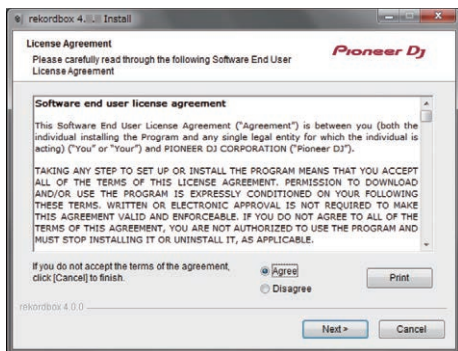 rekordbox 4. Install
License Agreement
Please carefully read through the following Software End User
License Agreement
Pioneer Dj
Software end user license agreement
This Software End User License Agreement ("Agreement") is between you (both the
individual installing the Program and any single legal entity for which the individual is
acting) ("You" or "Your") and PIONEER DJ CORPORATION ("Pioneer DJ").
TAKING ANY STEP TO SET UP OR INSTALL THE PROGRAM MEANS THAT YOU ACCEPT
ALL OF THE TERMS OF THIS LICENSE AGREEMENT. PERMISSION TO DOWNLOAD
AND/OR USE THE PROGRAM IS EXPRESSLY CONDITIONED ON YOUR FOLLOWING
THESE TERMS. WRITTEN OR ELECTRONIC APPROVAL IS NOT REQUIRED TO MAKE
THIS AGREEMENT VALID AND ENFORCEABLE. IF YOU DO NOT AGREE TO ALL OF THE
TERMS OF THIS AGREEMENT, YOU ARE NOT AUTHORIZED TO USE THE PROGRAM AND
MUST STOP INSTALLING IT OR UNINSTALL IT, AS APPLICABLE.
If you do not accept the terms of the agreement,
click [Cancel] to finish.
Agree
Disagree
Print
rekordbox 4.0.0
Next >
Cancel